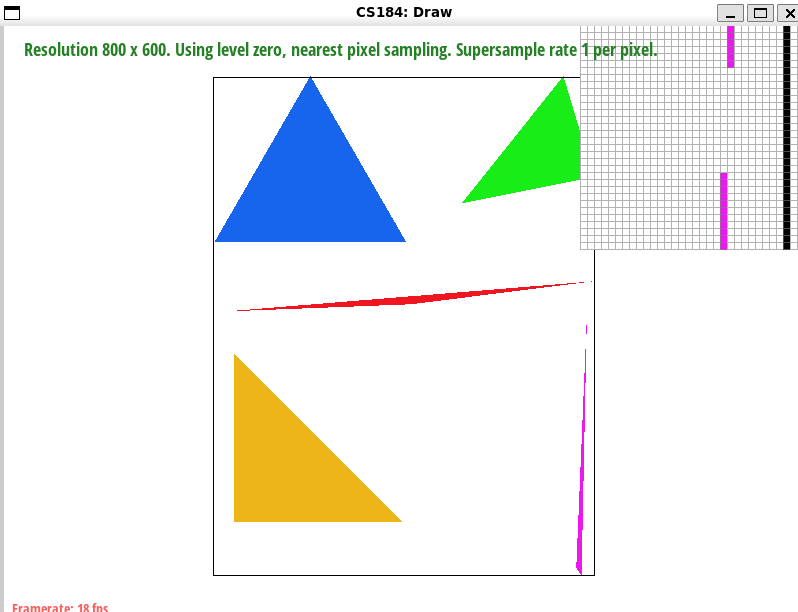 CS184: Draw
Resolution 800 x 600. Using level zero, nearest pixel sampling. Supersample rate 1 per pixel.
Framerate: 18 fps